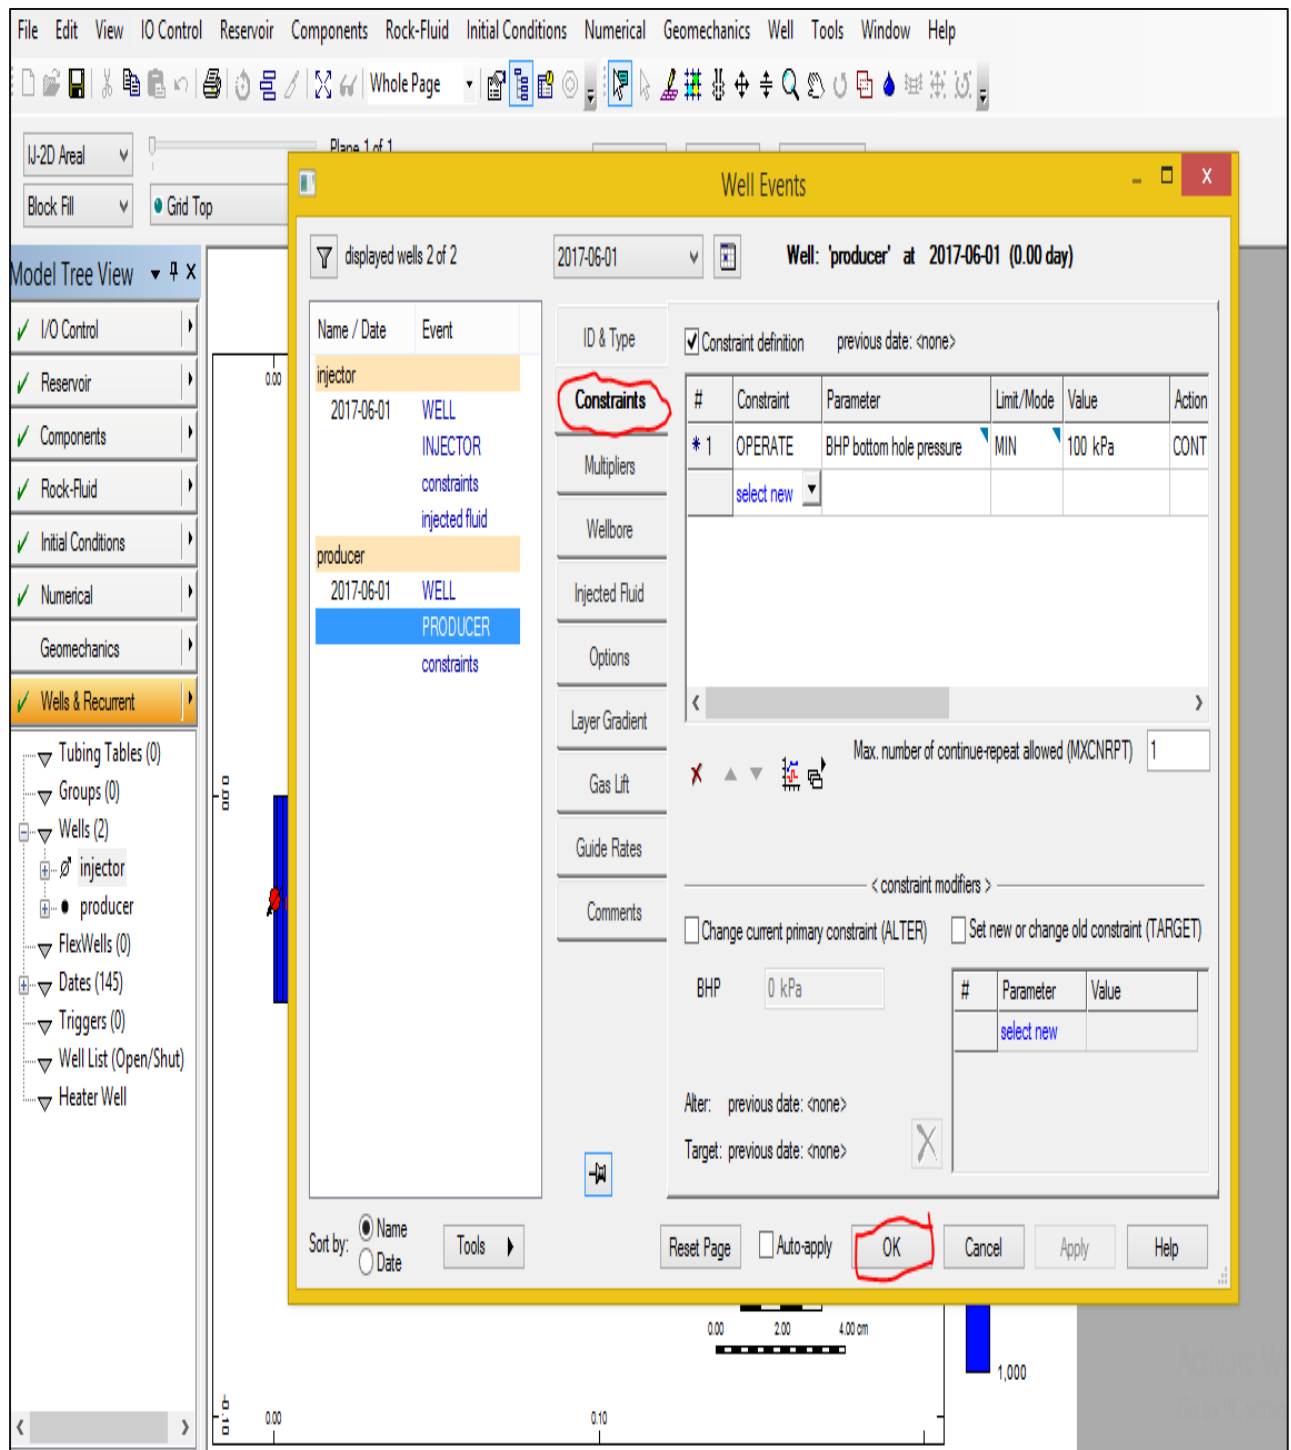 File Edit View IO Control Reservoir Components Rock-Fluid Initial Conditions Numerical Geomechanics Well Tools Window Help
Whole Page
IJ-2D Areal
Plane 1 of 1
Block Fill
Grid Top
Well Events
X
displayed wells 2 of 2
2017-06-01
Well: 'producer' at 2017-06-01 (0.00 day)
Model Tree View
I/O Control
Reservoir
Components
Rock-Fluid
Initial Conditions
Numerical
Geomechanics
Wells & Recurrent
Tubing Tables (0)
Groups (0)
Wells (2)
injector
producer
FlexWells (0)
Dates (145)
Triggers (0)
Well List (Open/Shut)
Heater Well
Name / Date Event
injector
2017-06-01 WELL
INJECTOR
constraints
injected fluid
producer
2017-06-01 WELL
PRODUCER
constraints
ID & Type
Constraints
Multipliers
Wellbore
Injected Fluid
Options
Layer Gradient
Gas Lift
Guide Rates
Comments
Constraint definition previous date: <none>
# Constraint Parameter Limit/Mode Value Action
* 1 OPERATE BHP bottom hole pressure MIN 100 kPa CONT
select new
Max. number of continue-repeat allowed (MXCNRPT) 1
< constraint modifiers >
Change current primary constraint (ALTER) Set new or change old constraint (TARGET)
BHP 0 kPa
# Parameter Value
select new
Alter: previous date: <none>
Target: previous date: <none>
Sort by: Name
Date
Tools
Reset Page Auto-apply OK Cancel Apply Help
0.00
0.00
0.00 2.00 4.00 cm
1,000
-0.10
0.00 0.10